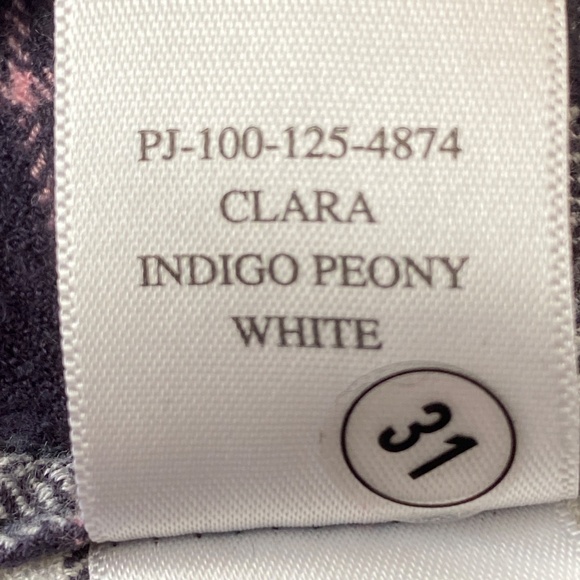 PJ-100-125-4874
CLARA
INDIGO PEONY
WHITE
31